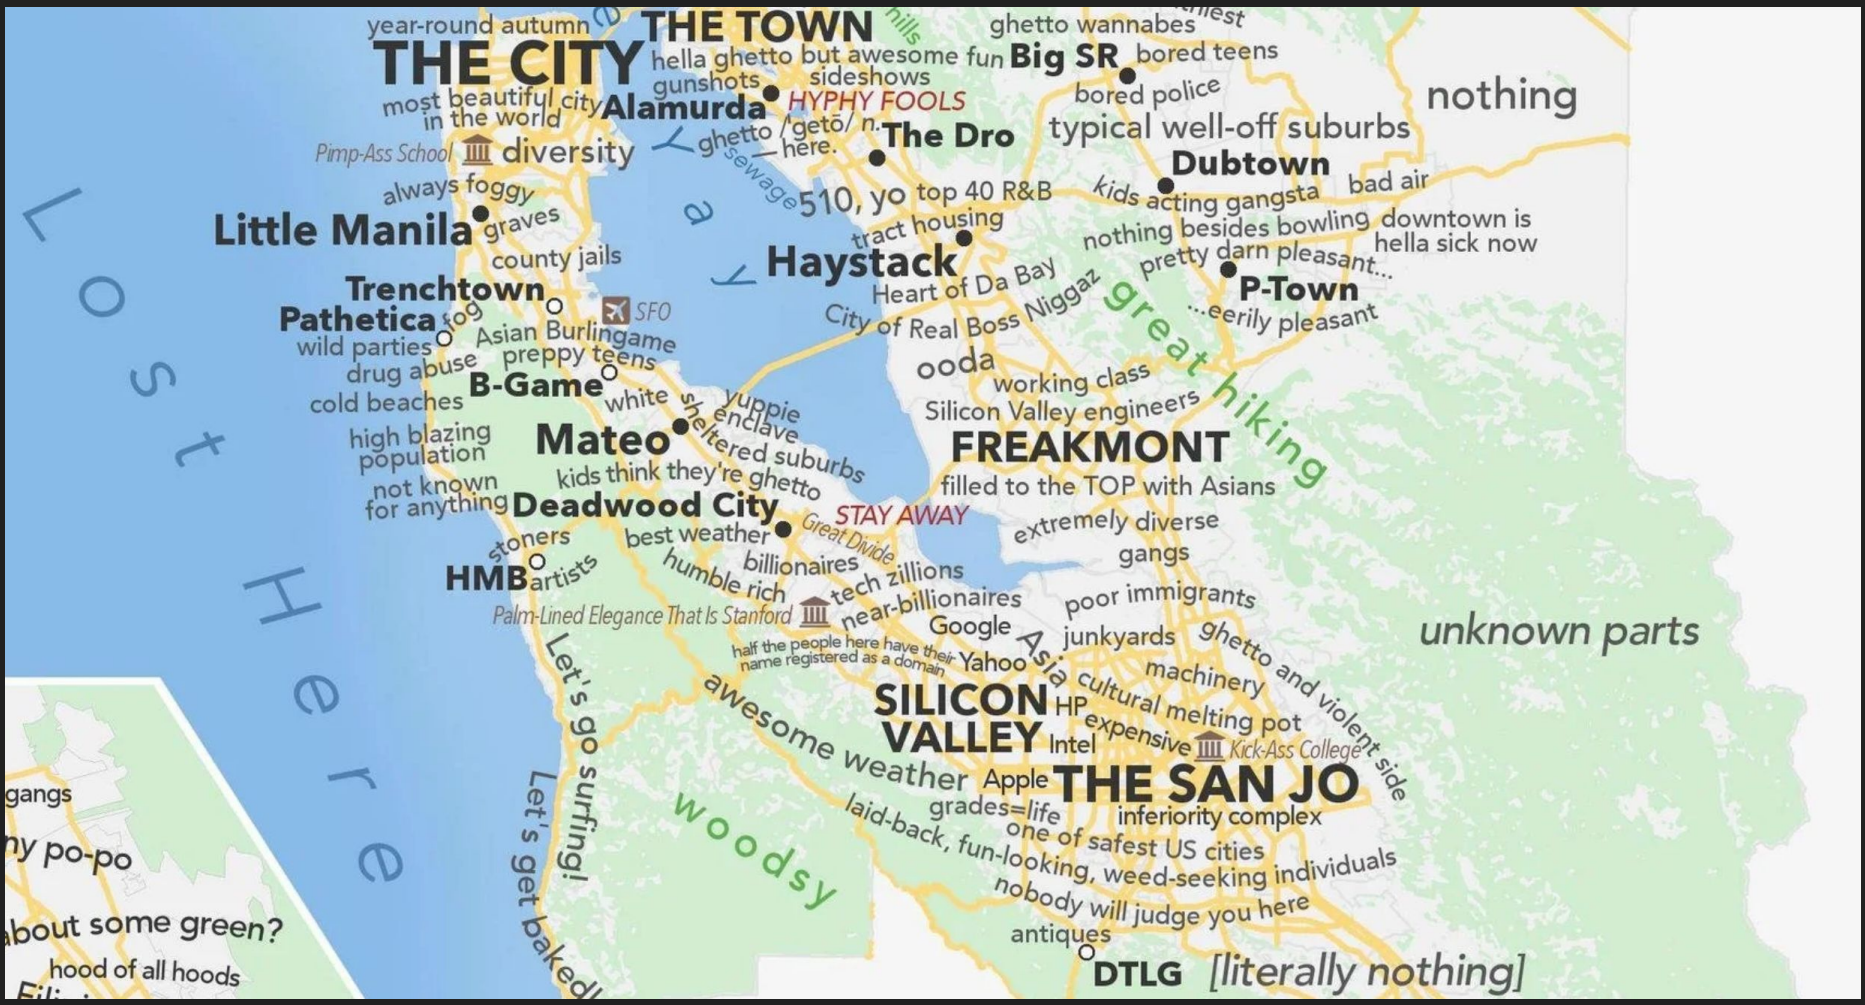 year-round autumn
THE CITY
most beautiful city
in the world
THE TOWN
hella ghetto but awesome fun
gunshots
sideshows
Alamurda
HYPHY FOOLS
hills
ghetto wannabes
Big SR
bored teens
bored police
nothing
typical well-off suburbs
Pimp-Ass School
diversity
ghetto /'getō/ n.
— here.
The Dro
sewage
Y a y
Dubtown
kids acting gangsta
bad air
510, yo
top 40 R&B
always foggy
Little Manila
graves
county jails
tract housing
Haystack
Heart of Da Bay
City of Real Boss Niggaz
nothing besides bowling
downtown is
hella sick now
pretty darn pleasant...
P-Town
...eerily pleasant
Trenchtown
Pathetica
fog
SFO
Asian Burlingame
wild parties
drug abuse
preppy teens
B-Game
cold beaches
white
yuppie
enclave
sheltered suburbs
high blazing
population
Mateo
kids think they're ghetto
not known
for anything
Deadwood City
STAY AWAY
Great Divide
best weather
great hiking
ooda
working class
Silicon Valley engineers
FREAKMONT
filled to the TOP with Asians
extremely diverse
gangs
stoners
HMB
artists
billionaires
humble rich
tech zillions
near-billionaires
Palm-Lined Elegance That Is Stanford
half the people here have their
name registered as a domain
Google
Yahoo
Asia
poor immigrants
junkyards
machinery
ghetto and violent side
cultural melting pot
unknown parts
SILICON
VALLEY
HP
Intel
expensive
Kick-Ass College
Apple
THE SAN JO
inferiority complex
awesome weather
grades=life
one of safest US cities
laid-back, fun-looking, weed-seeking individuals
nobody will judge you here
antiques
DTLG
[literally nothing]
woodsy
Let's go surfing!
Let's get baked!
Lost Here
gangs
ny po-po
about some green?
hood of all hoods